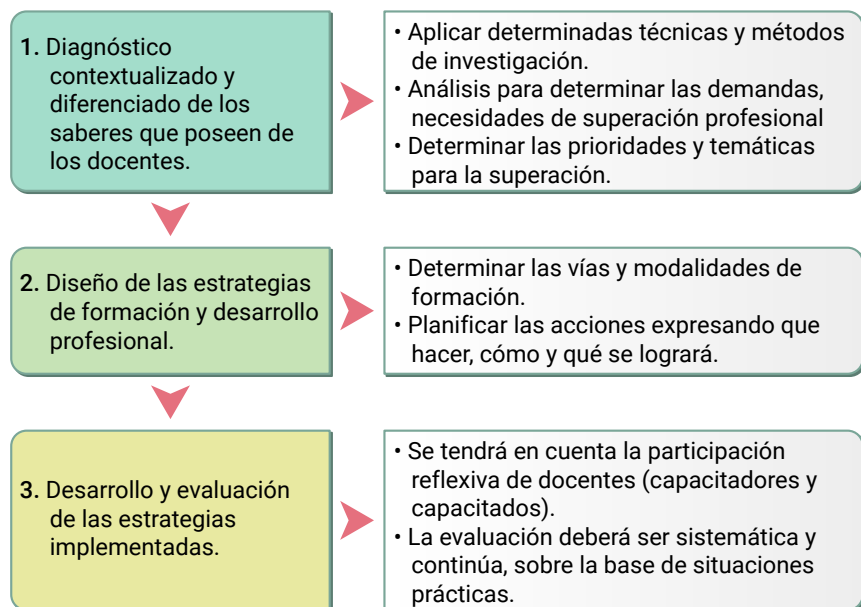 1. Diagnóstico
contextualizado y
diferenciado de los
saberes que poseen de
los docentes.
• Aplicar determinadas técnicas y métodos
de investigación.
• Análisis para determinar las demandas,
necesidades de superación profesional
• Determinar las prioridades y temáticas
para la superación.
2. Diseño de las estrategias
de formación y desarrollo
profesional.
• Determinar las vías y modalidades de
formación.
• Planificar las acciones expresando que
hacer, cómo y qué se logrará.
3. Desarrollo y evaluación
de las estrategias
implementadas.
• Se tendrá en cuenta la participación
reflexiva de docentes (capacitadores y
capacitados).
• La evaluación deberá ser sistemática y
continúa, sobre la base de situaciones
prácticas.